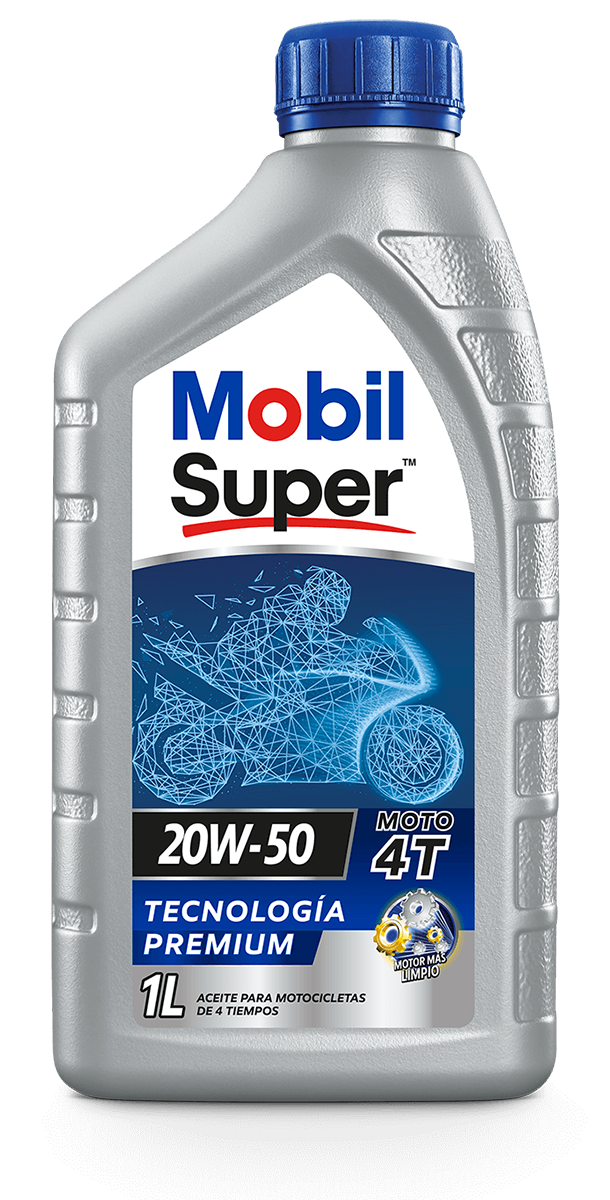 Mobil
Super™
20W-50
MOTO
4T
TECNOLOGÍA
PREMIUM
MOTOR MÁS
LIMPIO
1L
ACEITE PARA MOTOCICLETAS
DE 4 TIEMPOS